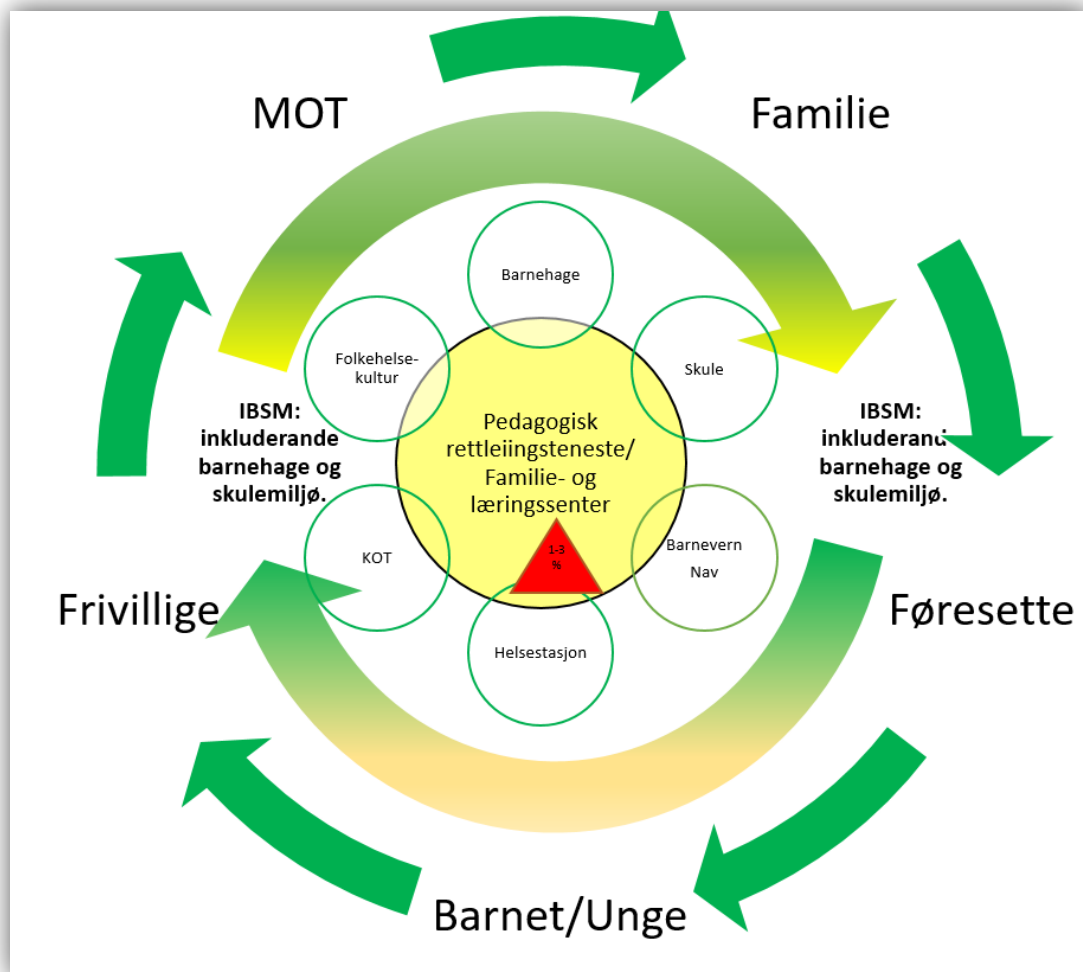 MOT
Familie
Barnehage
Folkehelse-
kultur
Skule
IBSM:
inkluderande
barnehage og
skulemiljø.
Pedagogisk
rettleiingsteneste/
Familie- og
læringssenter
1-3
%
IBSM:
inkluderand
barnehage og
skulemiljø.
KOT
Barnevern
Nav
Helsestasjon
Frivillige
Føresette
Barnet/Unge